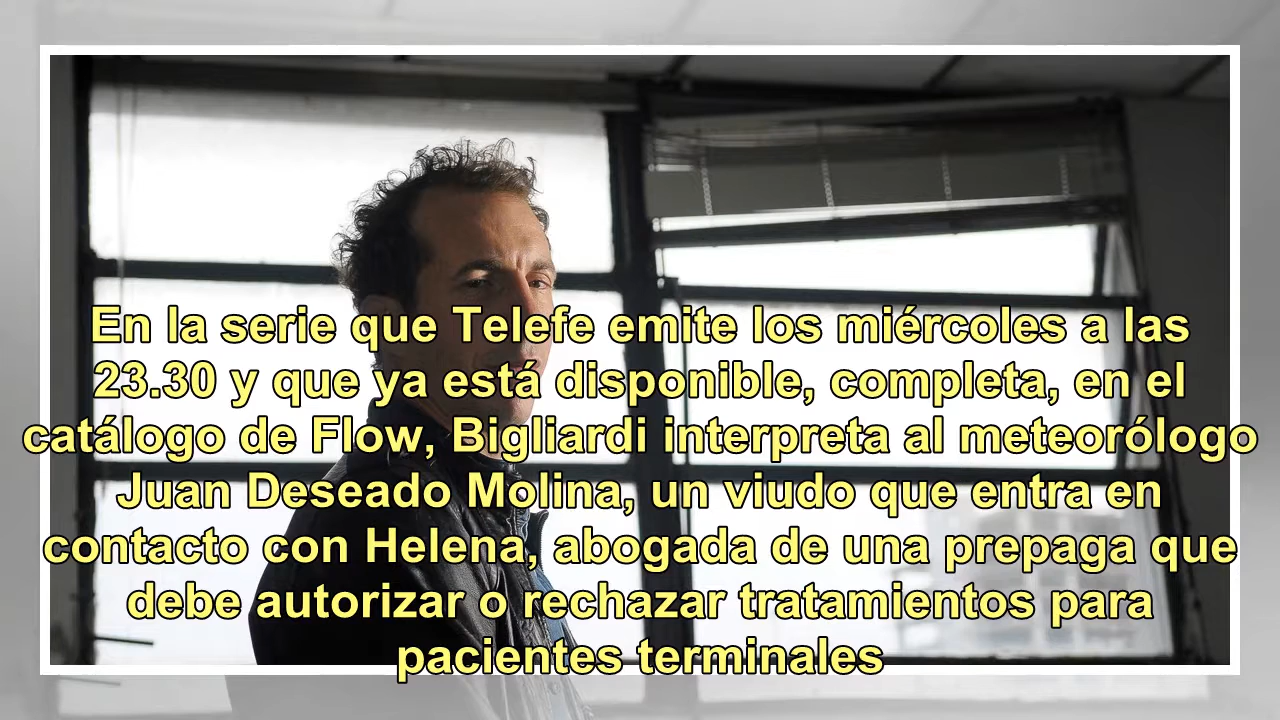 En la serie que Telefe emite los miércoles a las
23.30 y que ya está disponible, completa, en el
catálogo de Flow, Bigliardi interpreta al meteorólogo
Juan Deseado Molina, un viudo que entra en
contacto con Helena, abogada de una prepaga que
debe autorizar o rechazar tratamientos para
pacientes terminales